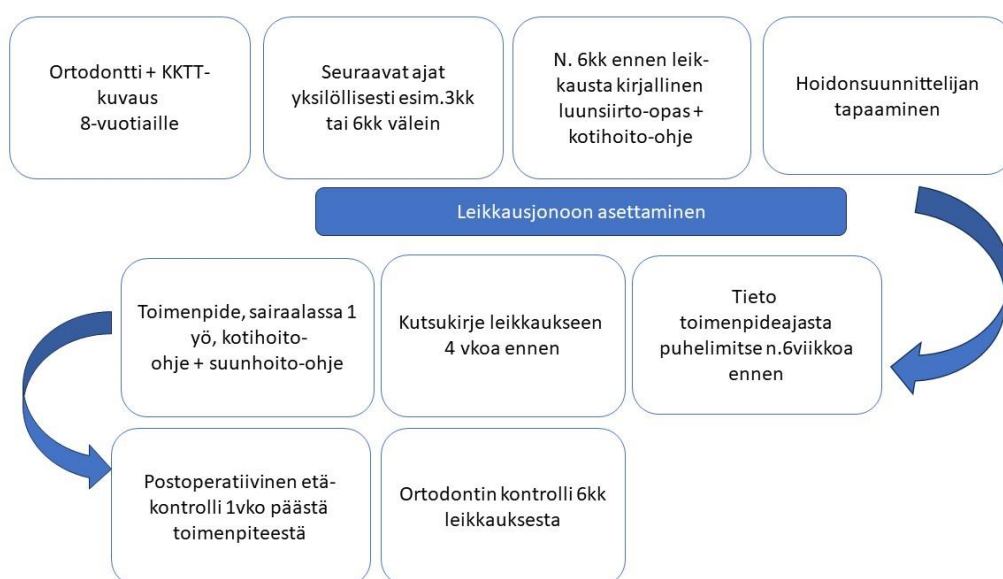 Ortodontti + KKTT-
kuvaus
8-vuotiaille
Seuraavat ajat
yksilöllisesti esim.3kk
tai 6kk välein
N. 6kk ennen leik-
kausta kirjallinen
luunsiirto-opas +
kotihoito-ohje
Hoidonsuunnittelijan
tapaaminen
Leikkausjonoon asettaminen
Tieto
toimenpideajasta
puhelimitse n.6viikkoa
ennen
Kutsukirje leikkaukseen
4 vkoa ennen
Toimenpide, sairaalassa 1
yö, kotihoito-
ohje + suunhoito-ohje
Postoperatiivinen etä-
kontrolli 1vko päästä
toimenpiteestä
Ortodontin kontrolli 6kk
leikkauksesta